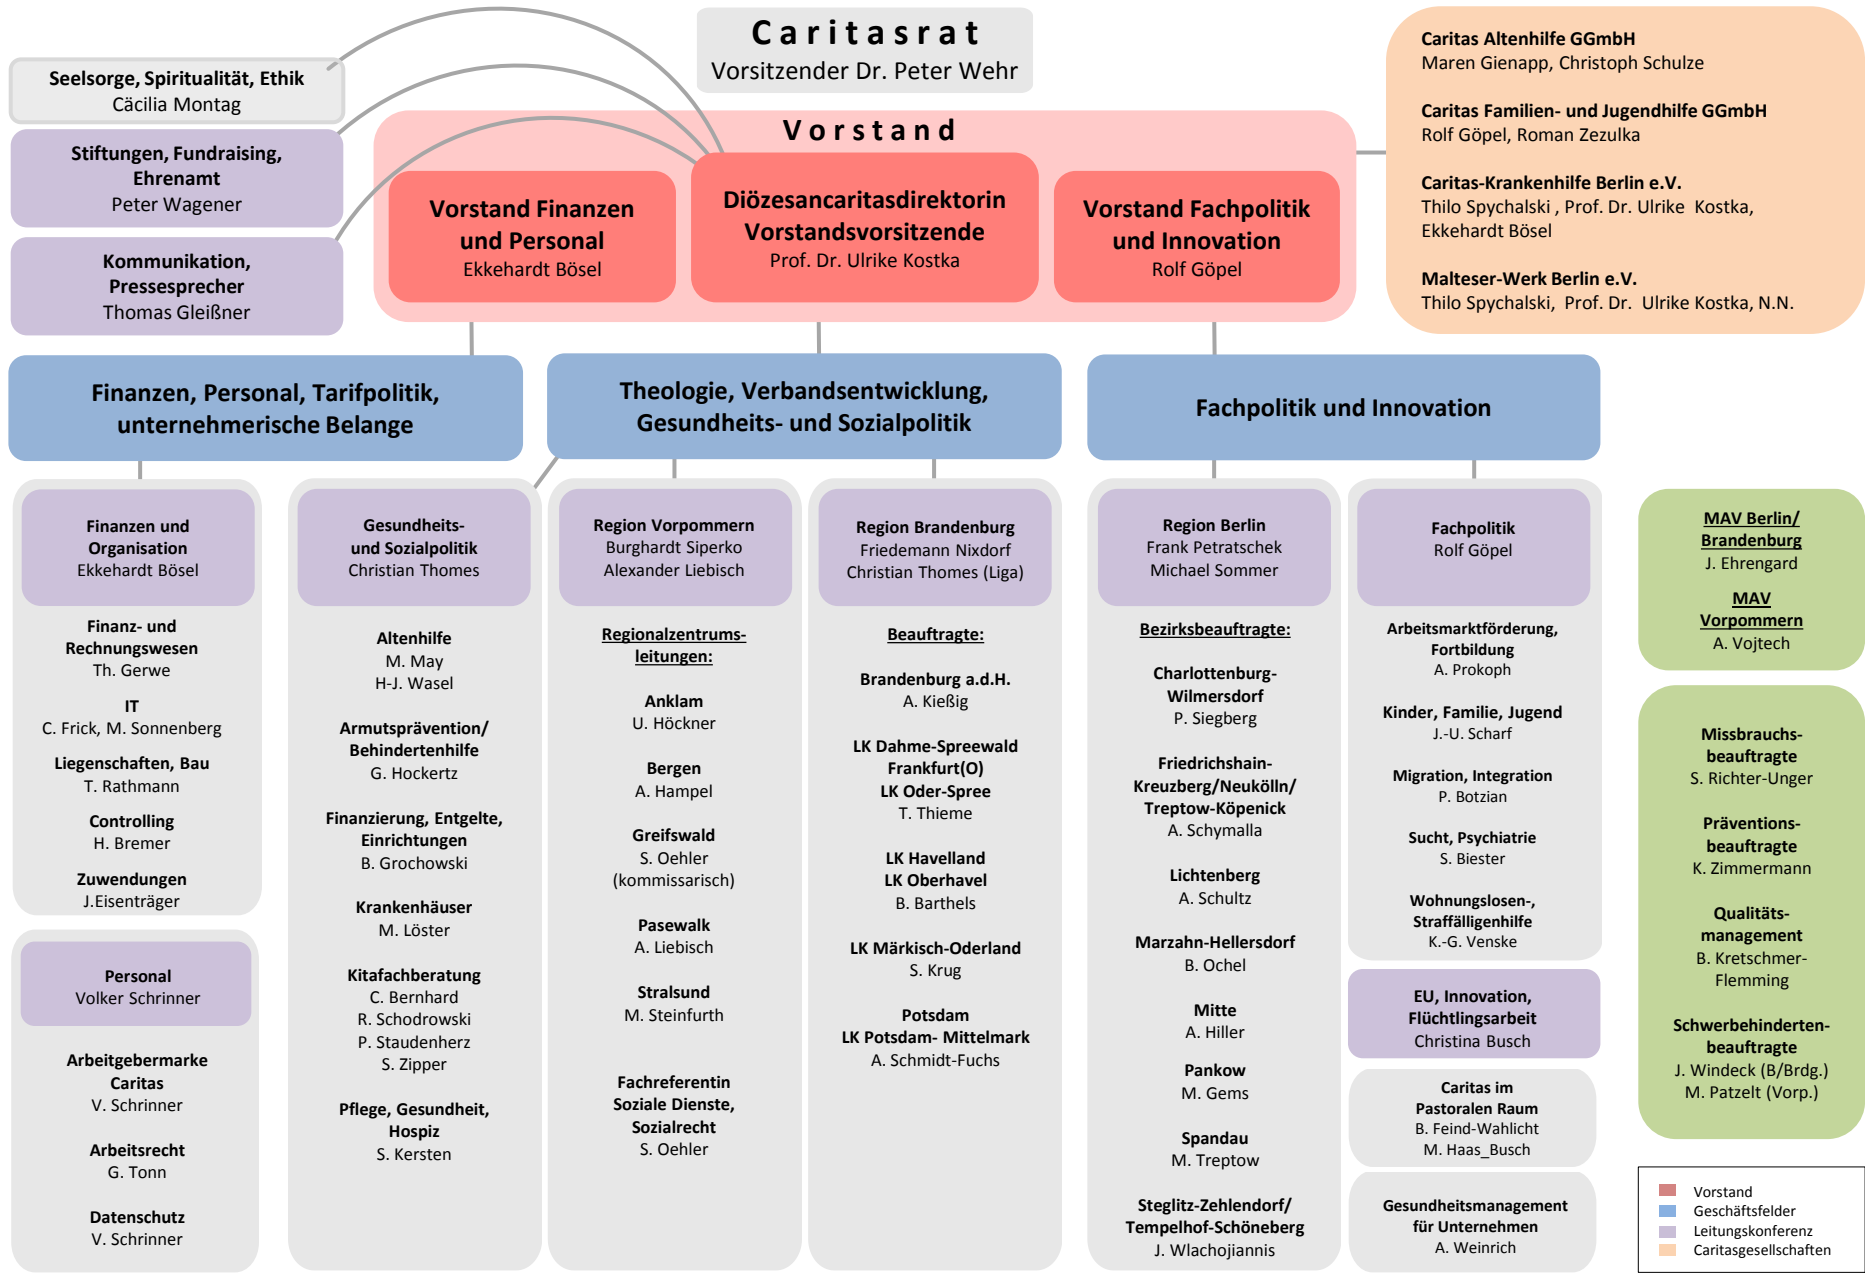 Caritasrat
Vorsitzender Dr. Peter Wehr
Seelsorge, Spiritualität, Ethik
Cäcilia Montag
Stiftungen, Fundraising,
Ehrenamt
Peter Wagener
Kommunikation,
Pressesprecher
Thomas Gleißner
Vorstand
Vorstand Finanzen
und Personal
Ekkehardt Bösel
Diözesancaritasdirektorin
Vorstandsvorsitzende
Prof. Dr. Ulrike Kostka
Vorstand Fachpolitik
und Innovation
Rolf Göpel
Caritas Altenhilfe GGmbH
Maren Gienapp, Christoph Schulze
Caritas Familien- und Jugendhilfe GGmbH
Rolf Göpel, Roman Zezulka
Caritas-Krankenhilfe Berlin e.V.
Thilo Spychalski , Prof. Dr. Ulrike Kostka,
Ekkehardt Bösel
Malteser-Werk Berlin e.V.
Thilo Spychalski, Prof. Dr. Ulrike Kostka, N.N.
Finanzen, Personal, Tarifpolitik,
unternehmerische Belange
Theologie, Verbandsentwicklung,
Gesundheits- und Sozialpolitik
Fachpolitik und Innovation
Finanzen und
Organisation
Ekkehardt Bösel
Finanz- und
Rechnungswesen
Th. Gerwe
IT
C. Frick, M. Sonnenberg
Liegenschaften, Bau
T. Rathmann
Controlling
H. Bremer
Zuwendungen
J.Eisenträger
Personal
Volker Schrinner
Arbeitgebermarke
Caritas
V. Schrinner
Arbeitsrecht
G. Tonn
Datenschutz
V. Schrinner
Gesundheits-
und Sozialpolitik
Christian Thomes
Altenhilfe
M. May
H-J. Wasel
Armutsprävention/
Behindertenhilfe
G. Hockertz
Finanzierung, Entgelte,
Einrichtungen
B. Grochowski
Krankenhäuser
M. Löster
Kitafachberatung
C. Bernhard
R. Schodrowski
P. Staudenherz
S. Zipper
Pflege, Gesundheit,
Hospiz
S. Kersten
Region Vorpommern
Burghardt Siperko
Alexander Liebisch
Regionalzentrums-
leitungen:
Anklam
U. Höckner
Bergen
A. Hampel
Greifswald
S. Oehler
(kommissarisch)
Pasewalk
A. Liebisch
Stralsund
M. Steinfurth
Fachreferentin
Soziale Dienste,
Sozialrecht
S. Oehler
Region Brandenburg
Friedemann Nixdorf
Christian Thomes (Liga)
Beauftragte:
Brandenburg a.d.H.
A. Kießig
LK Dahme-Spreewald
Frankfurt(O)
LK Oder-Spree
T. Thieme
LK Havelland
LK Oberhavel
B. Barthels
LK Märkisch-Oderland
S. Krug
Potsdam
LK Potsdam- Mittelmark
A. Schmidt-Fuchs
Region Berlin
Frank Petratschek
Michael Sommer
Bezirksbeauftragte:
Charlottenburg-
Wilmersdorf
P. Siegberg
Friedrichshain-
Kreuzberg/Neukölln/
Treptow-Köpenick
A. Schymalla
Lichtenberg
A. Schultz
Marzahn-Hellersdorf
B. Ochel
Mitte
A. Hiller
Pankow
M. Gems
Spandau
M. Treptow
Steglitz-Zehlendorf/
Tempelhof-Schöneberg
J. Wlachojiannis
Fachpolitik
Rolf Göpel
Arbeitsmarktförderung,
Fortbildung
A. Prokoph
Kinder, Familie, Jugend
J.-U. Scharf
Migration, Integration
P. Botzian
Sucht, Psychiatrie
S. Biester
Wohnungslosen-,
Straffälligenhilfe
K.-G. Venske
EU, Innovation,
Flüchtlingsarbeit
Christina Busch
Caritas im
Pastoralen Raum
B. Feind-Wahlicht
M. Haas_Busch
Gesundheitsmanagement
für Unternehmen
A. Weinrich
MAV Berlin/
Brandenburg
J. Ehrengard
MAV
Vorpommern
A. Vojtech
Missbrauchs-
beauftragte
S. Richter-Unger
Präventions-
beauftragte
K. Zimmermann
Qualitäts-
management
B. Kretschmer-
Flemming
Schwerbehinderten-
beauftragte
J. Windeck (B/Brdg.)
M. Patzelt (Vorp.)
Vorstand
Geschäftsfelder
Leitungskonferenz
Caritasgesellschaften